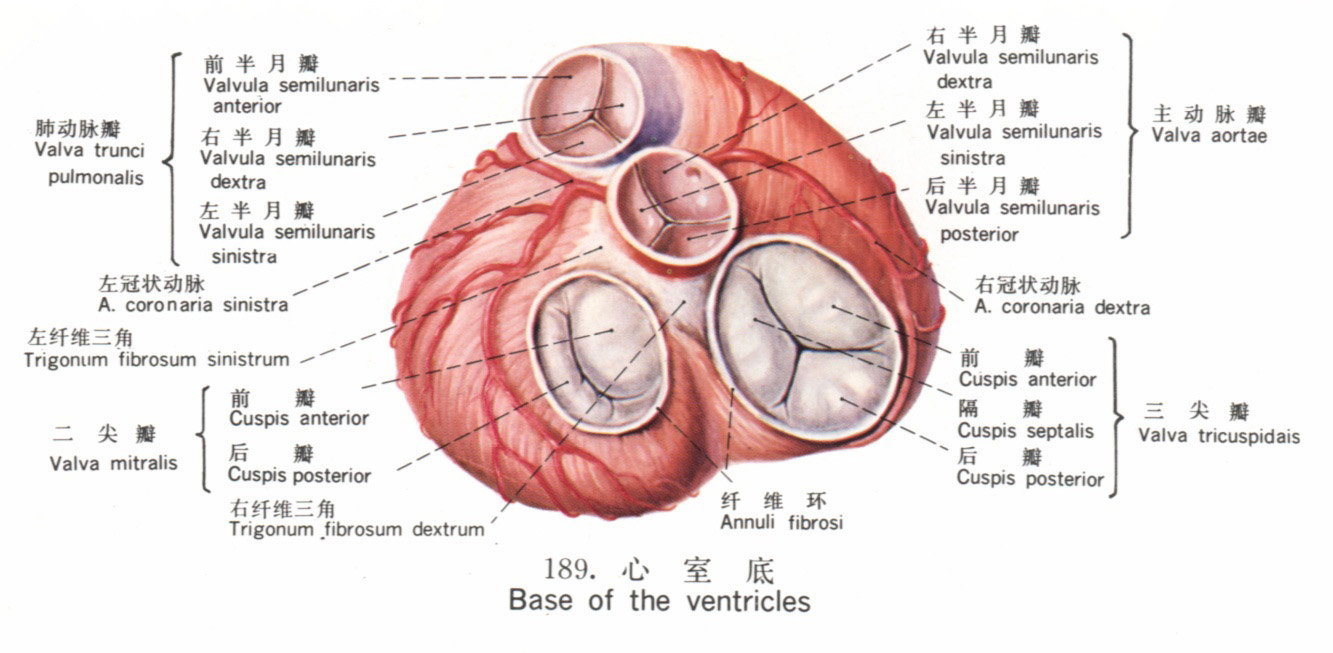 肺动脉瓣
Valva trunci
pulmonalis
前半月瓣
Valvula semilunaris
anterior
右半月瓣
Valvula semilunaris
dextra
左半月瓣
Valvula semilunaris
sinistra
左冠状动脉
A. coronaria sinistra
左纤维三角
Trigonum fibrosum sinistrum
二尖瓣
Valva mitralis
前瓣
Cuspis anterior
后瓣
Cuspis posterior
右纤维三角
Trigonum fibrosum dextrum
右半月瓣
Valvula semilunaris
dextra
左半月瓣
Valvula semilunaris
sinistra
后半月瓣
Valvula semilunaris
posterior
主动脉瓣
Valva aortae
右冠状动脉
A. coronaria dextra
前瓣
Cuspis anterior
隔瓣
Cuspis septalis
后瓣
Cuspis posterior
三尖瓣
Valva tricuspidais
纤维环
Annuli fibrosi
189. 心室底
Base of the ventricles